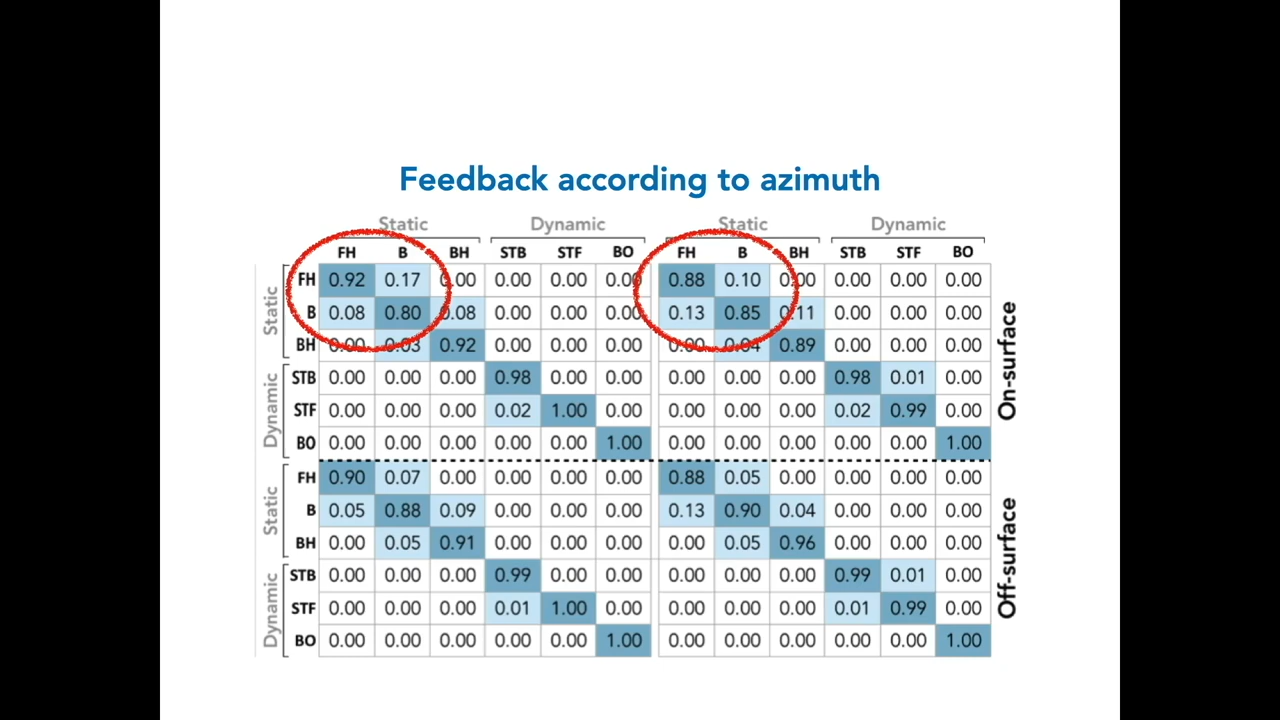 Feedback according to azimuth
Static Dynamic Static Dynamic
FH B BH STB STF BO FH B BH STB STF BO
Static
FH 0.92 0.17 0.00 0.00 0.00 0.00 0.88 0.10 0.00 0.00 0.00 0.00
B 0.08 0.80 0.08 0.00 0.00 0.00 0.13 0.85 0.11 0.00 0.00 0.00
BH 0.00 0.03 0.92 0.00 0.00 0.00 0.00 0.04 0.89 0.00 0.00 0.00
Dynamic
STB 0.00 0.00 0.00 0.98 0.00 0.00 0.00 0.00 0.00 0.98 0.01 0.00
STF 0.00 0.00 0.00 0.02 1.00 0.00 0.00 0.00 0.00 0.02 0.99 0.00
BO 0.00 0.00 0.00 0.00 0.00 1.00 0.00 0.00 0.00 0.00 0.00 1.00
On-surface
Static
FH 0.90 0.07 0.00 0.00 0.00 0.00 0.88 0.05 0.00 0.00 0.00 0.00
B 0.05 0.88 0.09 0.00 0.00 0.00 0.13 0.90 0.04 0.00 0.00 0.00
BH 0.00 0.05 0.91 0.00 0.00 0.00 0.00 0.05 0.96 0.00 0.00 0.00
Dynamic
STB 0.00 0.00 0.00 0.99 0.00 0.00 0.00 0.00 0.00 0.99 0.01 0.00
STF 0.00 0.00 0.00 0.01 1.00 0.00 0.00 0.00 0.00 0.01 0.99 0.00
BO 0.00 0.00 0.00 0.00 0.00 1.00 0.00 0.00 0.00 0.00 0.00 1.00
Off-surface